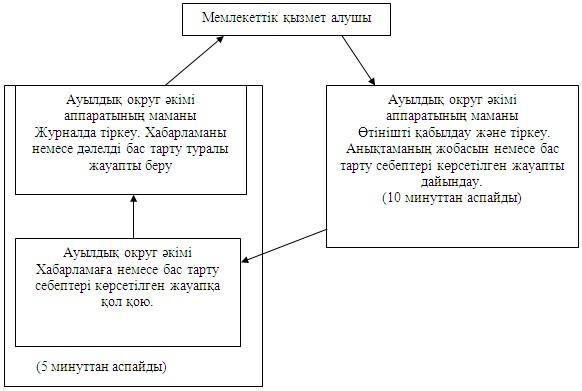 Мемлекеттік қызмет алушы
Ауылдық округ әкімі
аппаратының маманы
Журналда тіркеу. Хабарламаны
немесе дәлелді бас тарту туралы
жауапты беру
Ауылдық округ әкімі
аппаратының маманы
Өтінішті қабылдау және тіркеу.
Анықтаманың жобасын немесе бас
тарту себептері көрсетілген жауапты
дайындау.
(10 минуттан аспайды)
Ауылдық округ әкімі
Хабарламаға немесе бас тарту
себептері көрсетілген жауапқа
қол қою.
(5 минуттан аспайды)